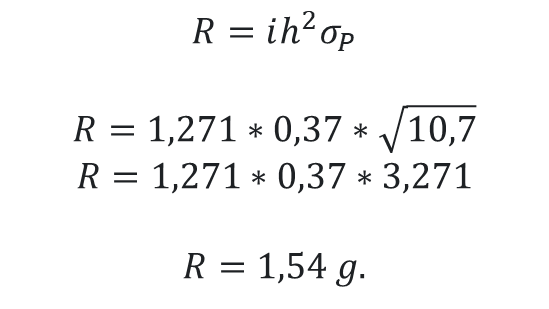 R = ih²σ_P
R = 1,271 * 0,37 * √10,7
R = 1,271 * 0,37 * 3,271
R = 1,54 g.